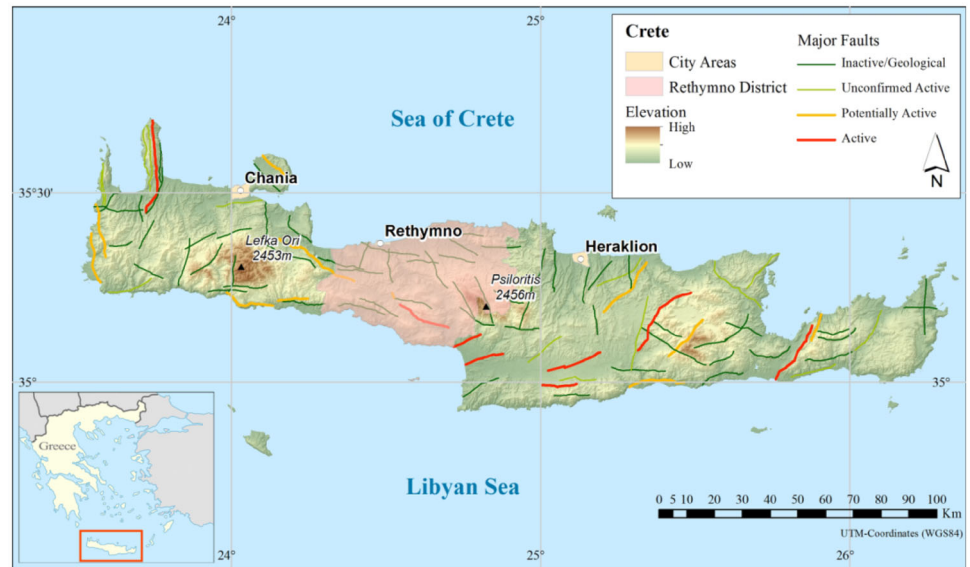 24°
25°
Crete
City Areas
Rethymno District
Elevation
High
Low
Major Faults
Inactive/Geological
Unconfirmed Active
Potentially Active
Active
N
Sea of Crete
Chania
35°30'
35°30'
Rethymno
Lefka Ori
2453m
Heraklion
Psiloritis
2456m
35°
35°
Greece
Libyan Sea
0 5 10 20 30 40 50 60 70 80 90 100
Km
UTM-Coordinates (WGS84)
24°
25°
26°